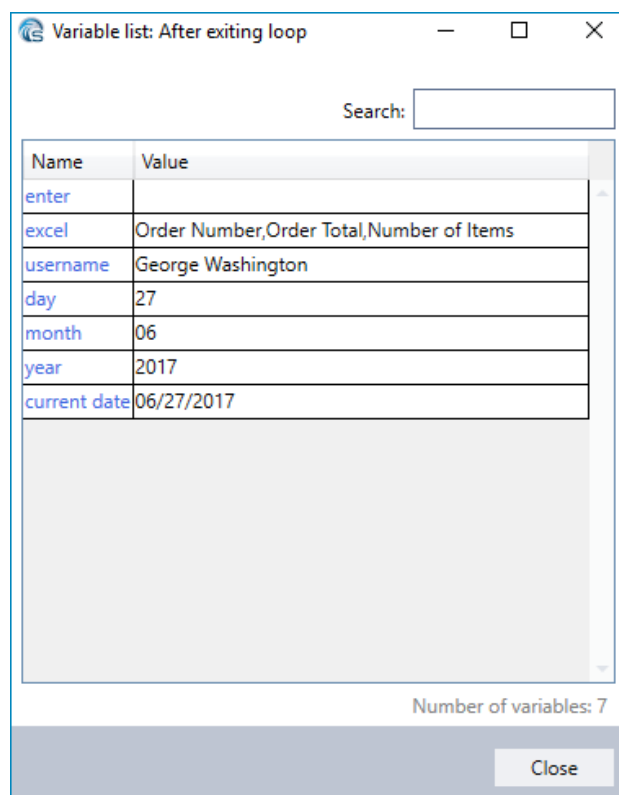 Variable list: After exiting loop
Search:
Name Value
enter
excel Order Number,Order Total,Number of Items
username George Washington
day 27
month 06
year 2017
current date 06/27/2017
Number of variables: 7
Close